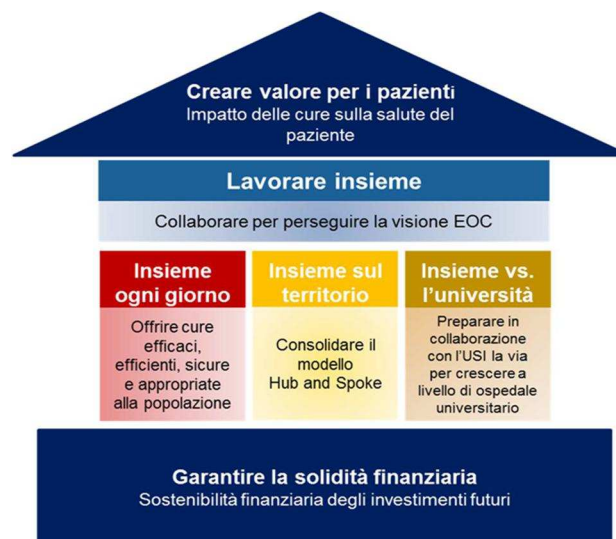 Creare valore per i pazienti
Impatto delle cure sulla salute del
paziente
Lavorare insieme
Collaborare per perseguire la visione EOC
Insieme
ogni giorno
Offrire cure
efficaci,
efficienti, sicure
e appropriate
alla popolazione
Insieme sul
territorio
Consolidare il
modello
Hub and Spoke
Insieme vs.
l'università
Preparare in
collaborazione
con l'USI la via
per crescere a
livello di ospedale
universitario
Garantire la solidità finanziaria
Sostenibilità finanziaria degli investimenti futuri